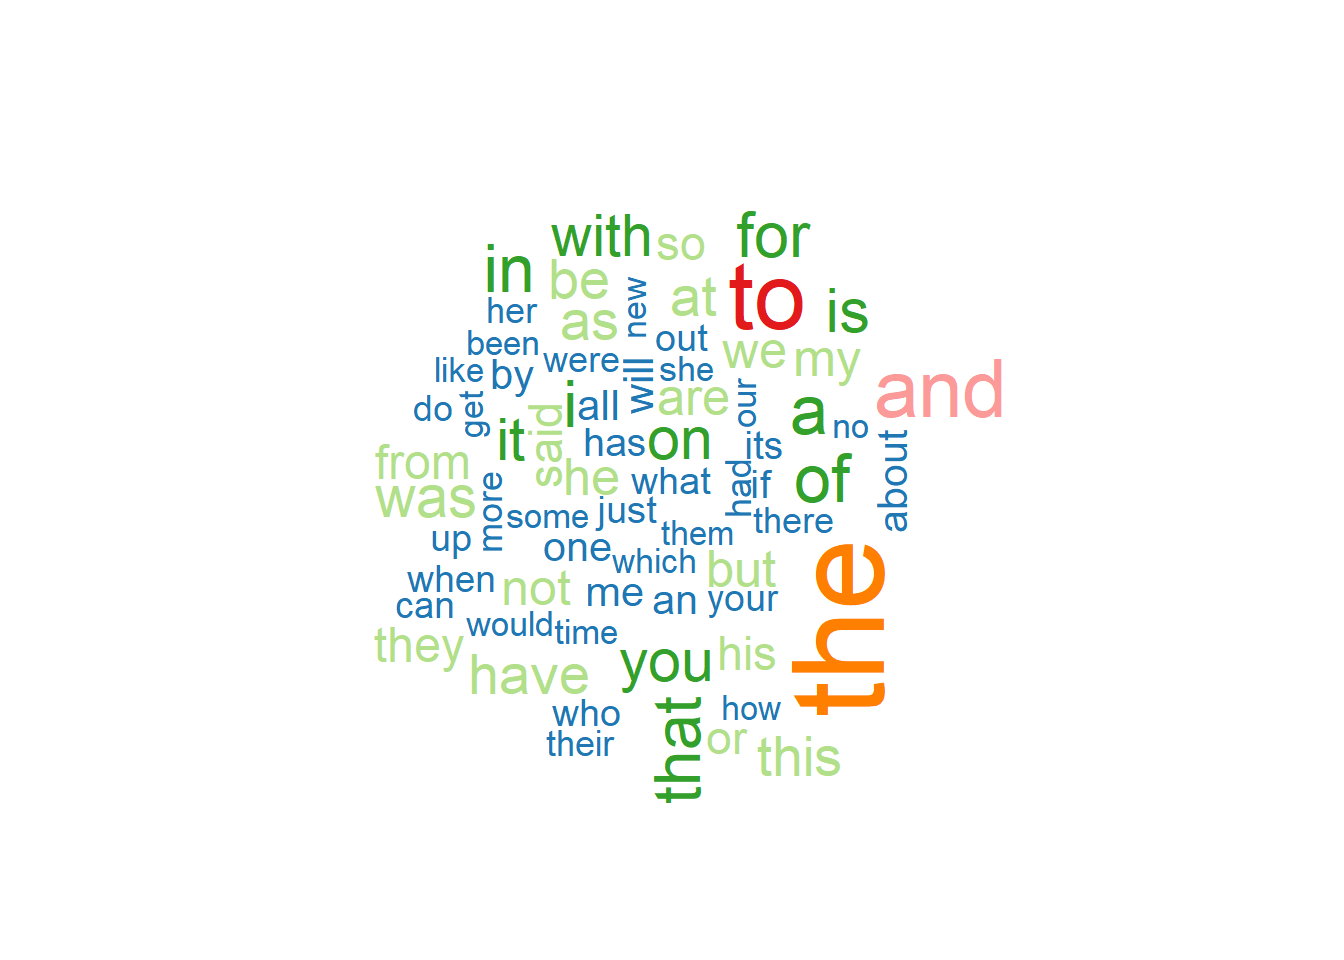 with so for
in be at to is
her as new
been were out we my
like by will she and
do get i all are our a no
it said has on its
from he what had if of about
was more some just them there
up one which but the
when not me an your
can would time
they have you his
who that how
their or this